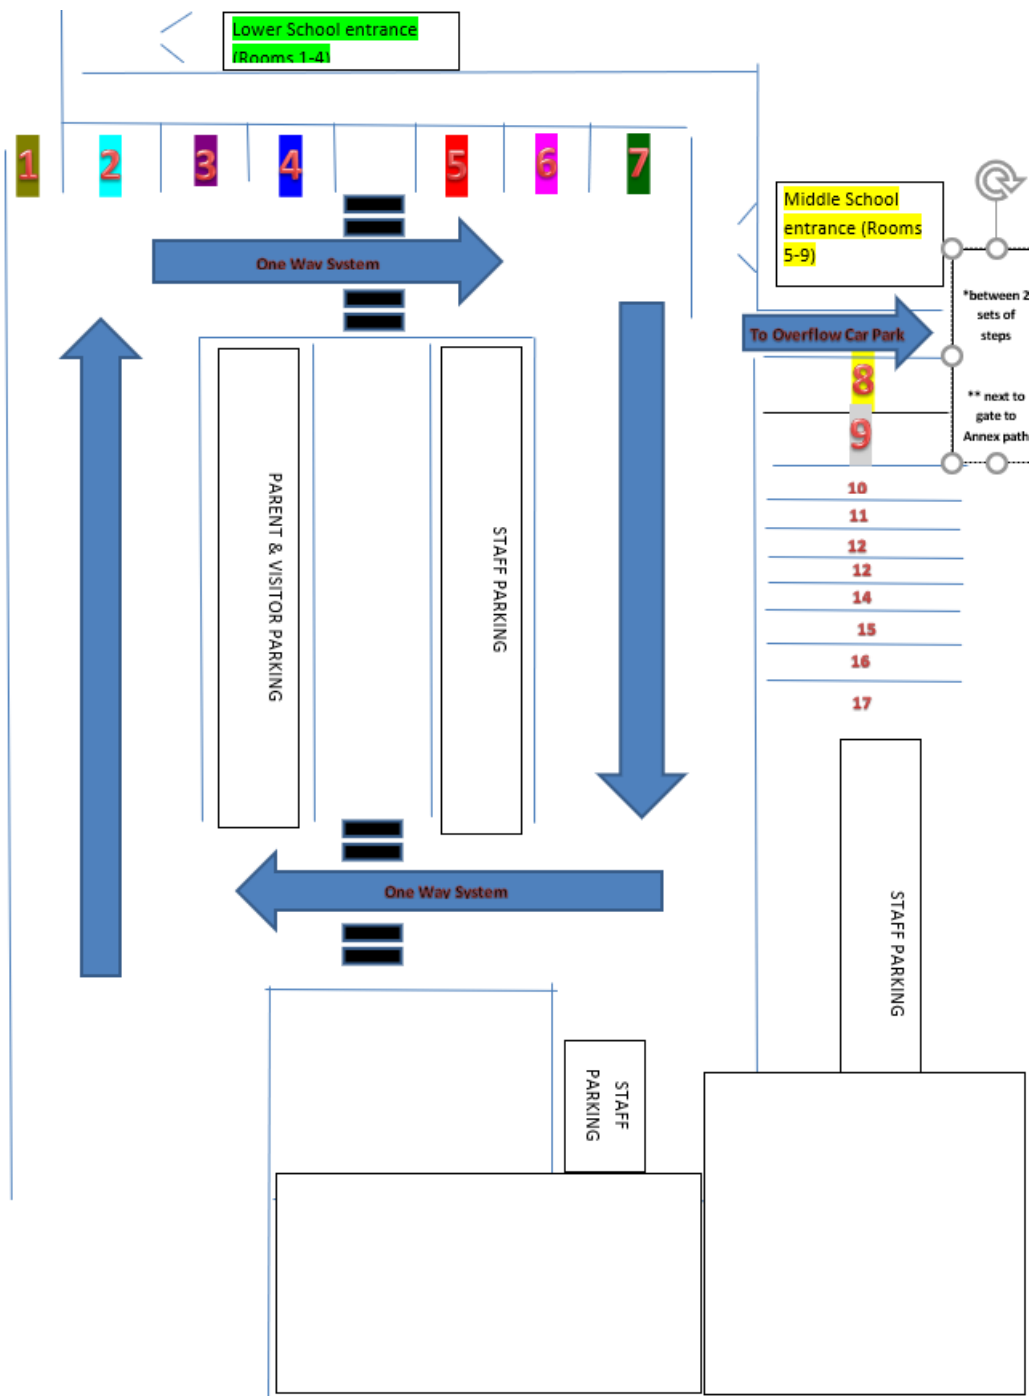 Lower School entrance
(Rooms 1-4)
1
2
3
4
5
6
7
Middle School
entrance (Rooms
5-9)
One Way System
*between 2
sets of
steps
To Overflow Car Park
8
** next to
gate to
Annex path
9
10
11
12
12
14
15
16
17
PARENT & VISITOR PARKING
STAFF PARKING
One Way System
STAFF PARKING
STAFF
PARKING